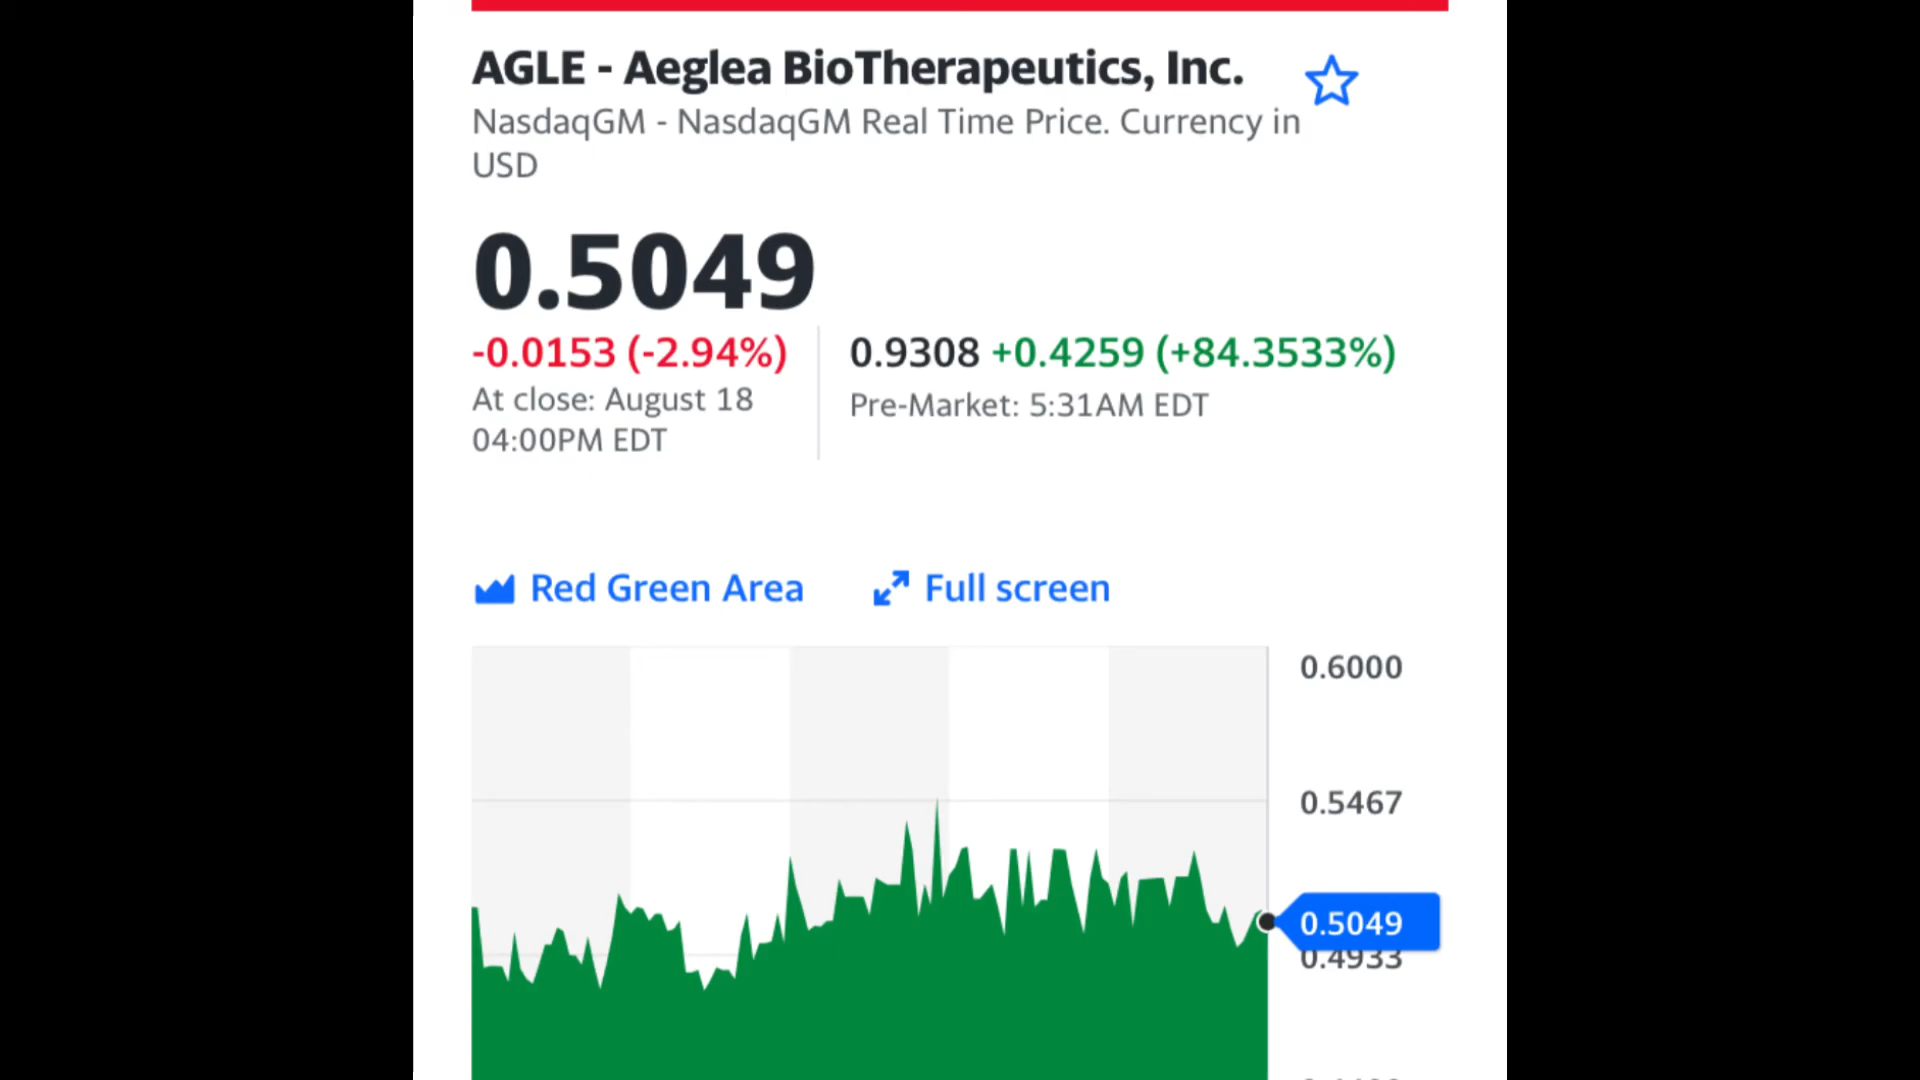 AGLE - Aeglea BioTherapeutics, Inc.
NasdaqGM - NasdaqGM Real Time Price. Currency in
USD
0.5049
-0.0153 (-2.94%)
At close: August 18
04:00PM EDT
0.9308 +0.4259 (+84.3533%)
Pre-Market: 5:31AM EDT
Red Green Area
Full screen
0.6000
0.5467
0.5049
0.4933